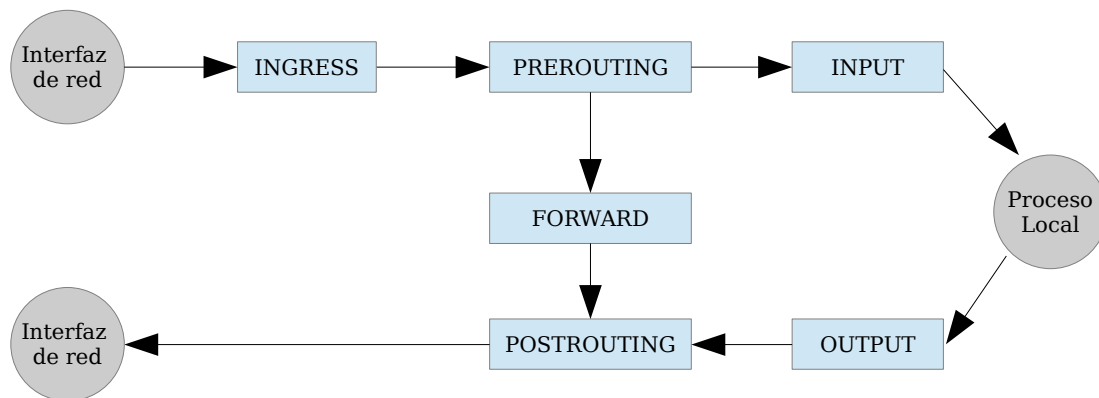 Interfaz
de red
INGRESS
PREROUTING
INPUT
Proceso
Local
FORWARD
Interfaz
de red
POSTROUTING
OUTPUT